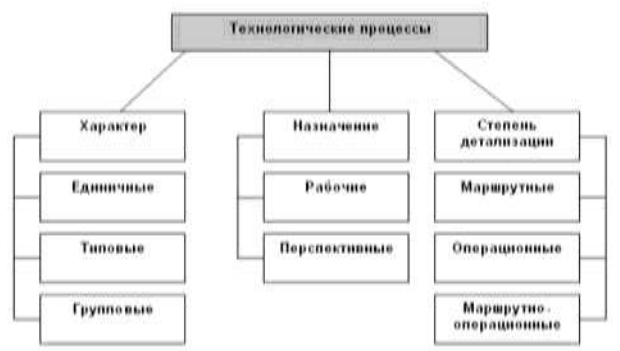 Технологические процессы
Характер
Единичные
Типовые
Групповые
Назначение
Рабочие
Перспективные
Степень
детализации
Маршрутные
Операционные
Маршрутно-
операционные